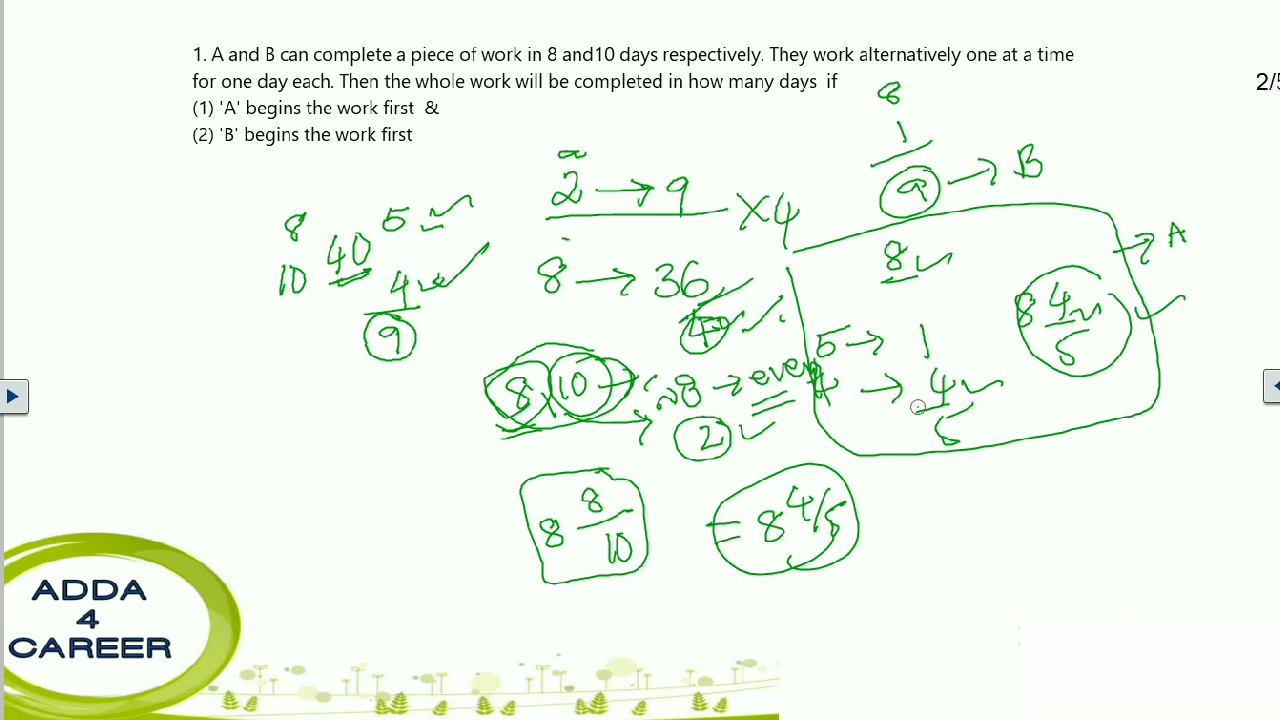 1. A and B can complete a piece of work in 8 and10 days respectively. They work alternatively one at a time
for one day each. Then the whole work will be completed in how many days if
(1) 'A' begins the work first &
(2) 'B' begins the work first
2/5
8
1
9 → B
2 → 9
×4
8 5
10 40
4
9
8 → 36
4
8 → A
8 4/5
5 → 1
4 → 4
5
8, 10 → 8 → even
2
8 8/10
= 8 4/5
ADDA
4
CAREER